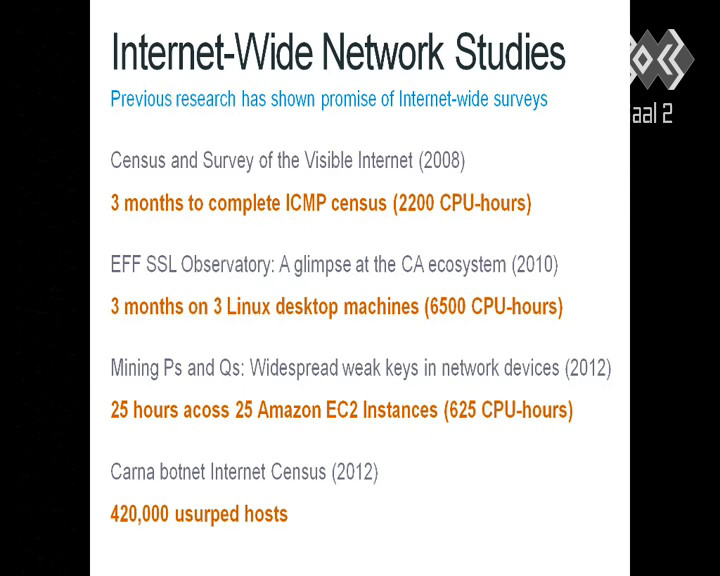 Internet-Wide Network Studies
Previous research has shown promise of Internet-wide surveys
Census and Survey of the Visible Internet (2008)
3 months to complete ICMP census (2200 CPU-hours)
EFF SSL Observatory: A glimpse at the CA ecosystem (2010)
3 months on 3 Linux desktop machines (6500 CPU-hours)
Mining Ps and Qs: Widespread weak keys in network devices (2012)
25 hours acoss 25 Amazon EC2 Instances (625 CPU-hours)
Carna botnet Internet Census (2012)
420,000 usurped hosts
aal 2